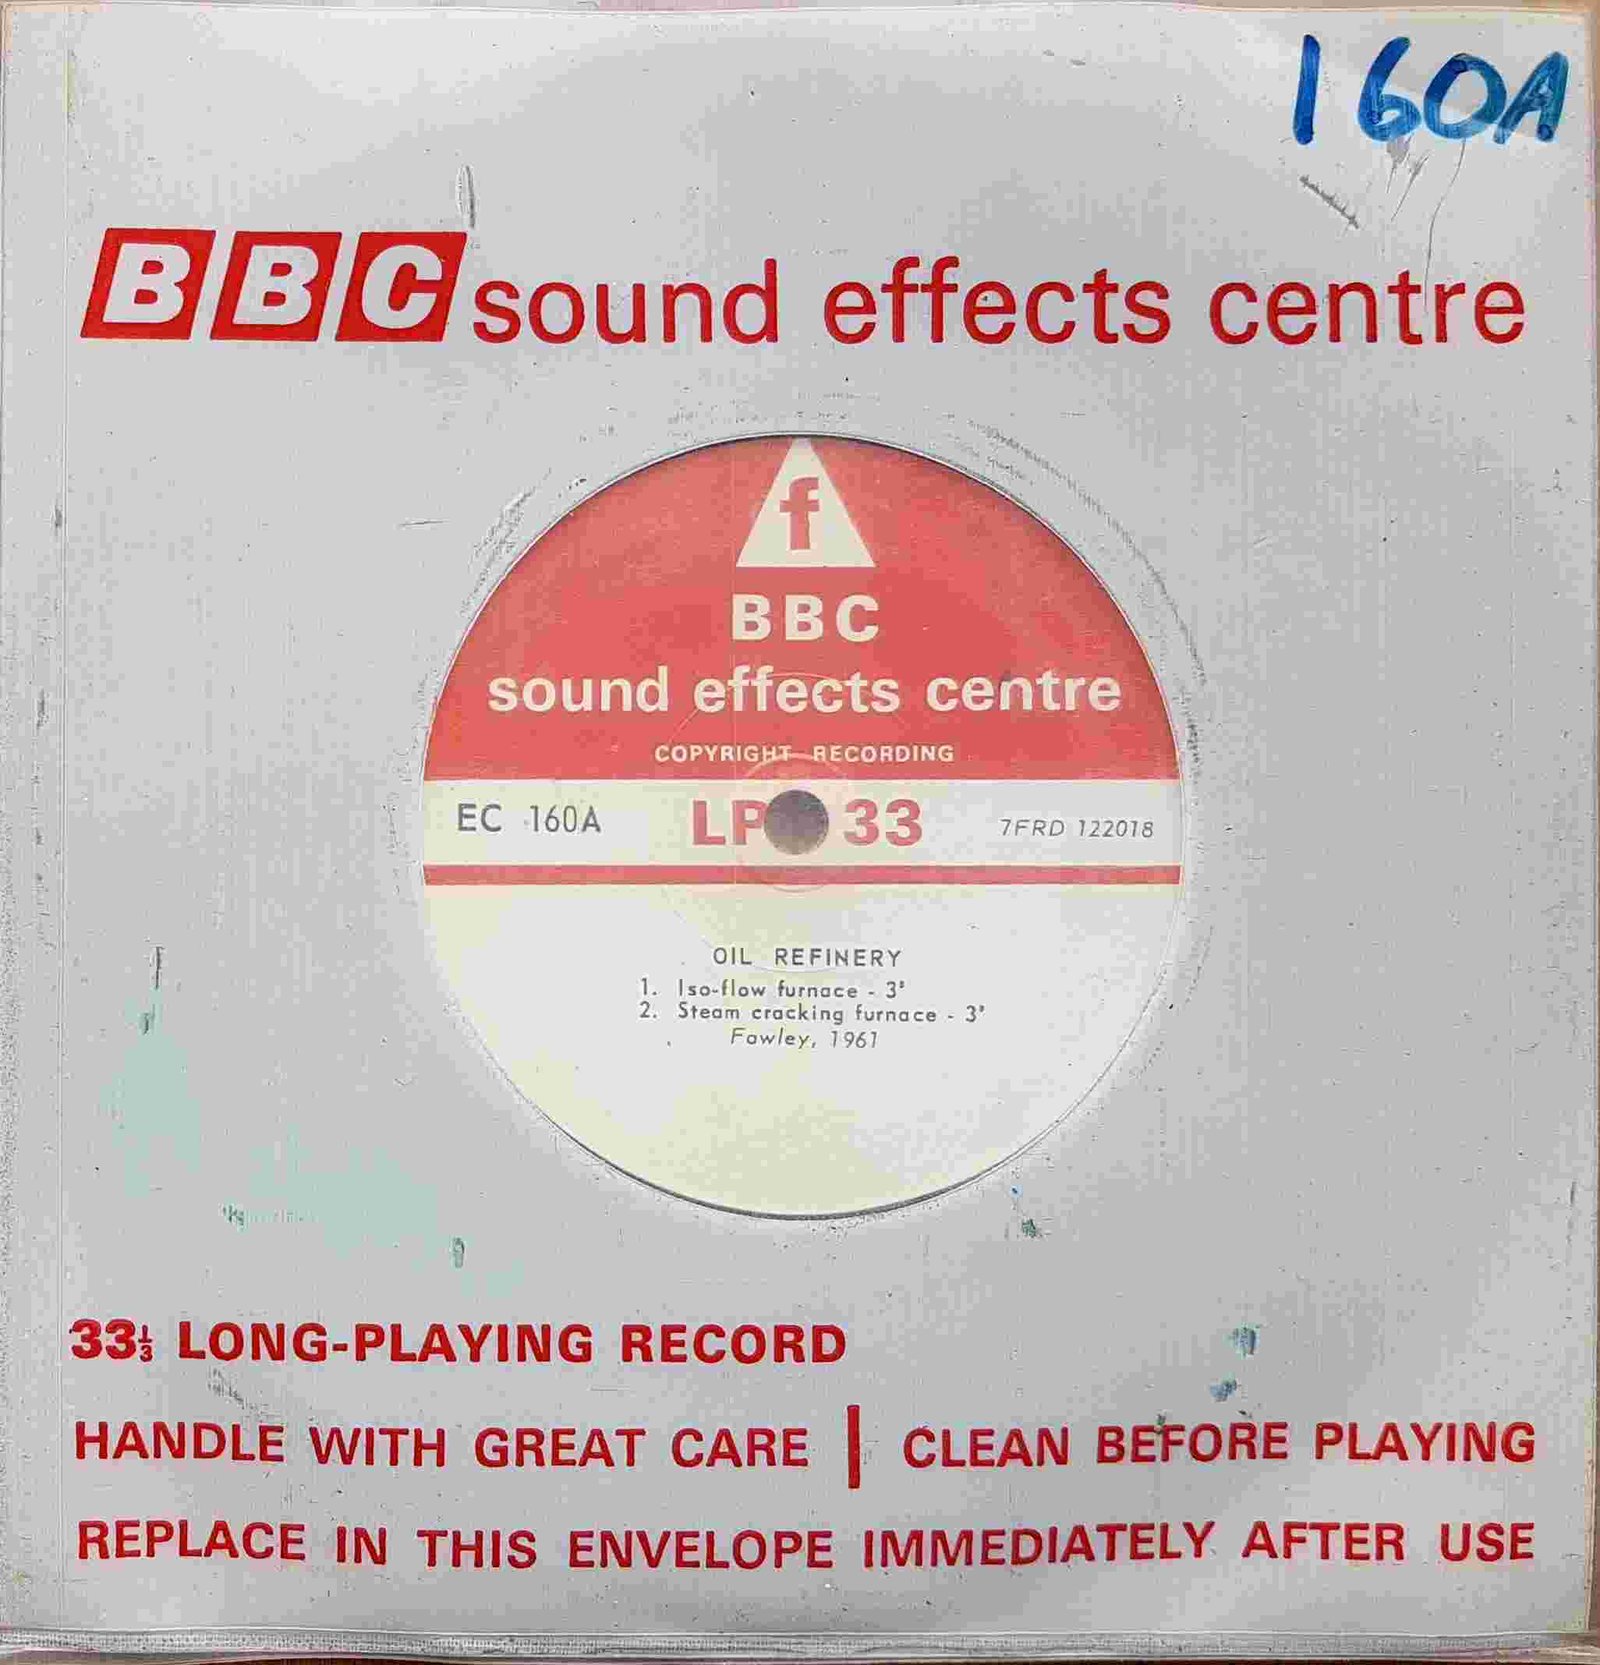 160A
BBC sound effects centre
f
BBC
sound effects centre
COPYRIGHT RECORDING
EC 160A LP 33 7FRD 122018
OIL REFINERY
1. Iso-flow furnace - 3'
2. Steam cracking furnace - 3'
Fawley, 1961
33⅓ LONG-PLAYING RECORD
HANDLE WITH GREAT CARE | CLEAN BEFORE PLAYING
REPLACE IN THIS ENVELOPE IMMEDIATELY AFTER USE